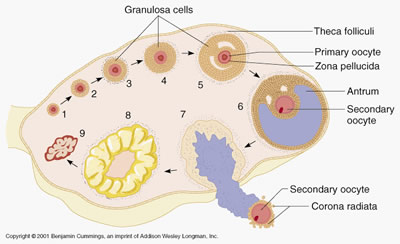 Granulosa cells
Theca folliculi
Primary oocyte
Zona pellucida
Antrum
Secondary
oocyte
1
2
3
4
5
6
7
8
9
Secondary oocyte
Corona radiata
Copyright © 2001 Benjamin Cummings, an imprint of Addison Wesley Longman, Inc.